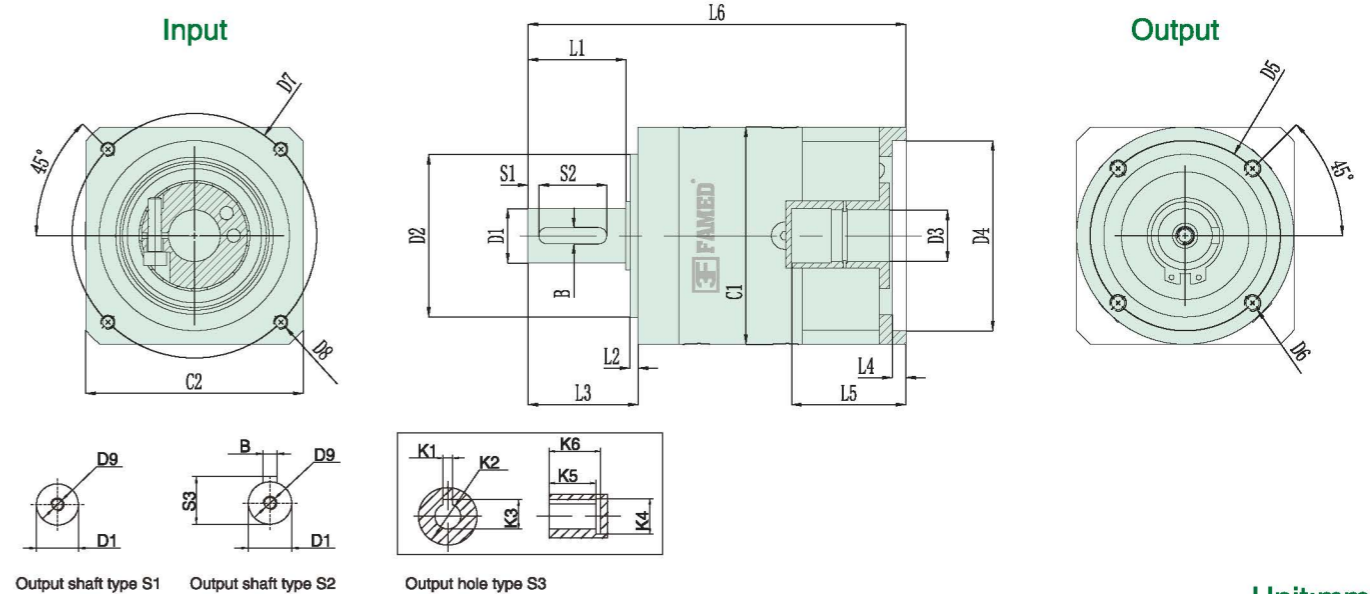 Input
Output
L6
L1
D7
45°
S1
S2
D2
D1
B
FAMED
C1
D3
D4
D5
45°
D6
D8
C2
L2
L3
L4
L5
B
D9
D9
S3
D1
D1
K1
K2
K3
K6
K5
K4
Output shaft type S1
Output shaft type S2
Output hole type S3